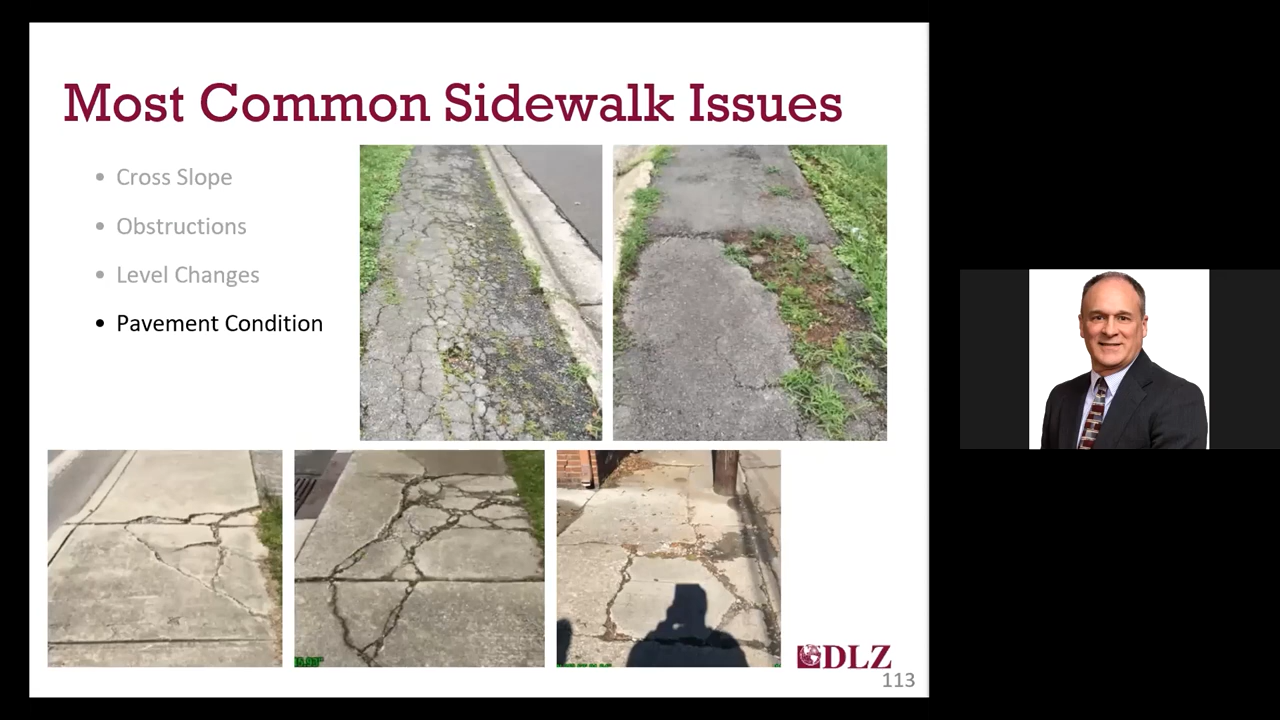 Most Common Sidewalk Issues
• Cross Slope
• Obstructions
• Level Changes
• Pavement Condition
DLZ
113